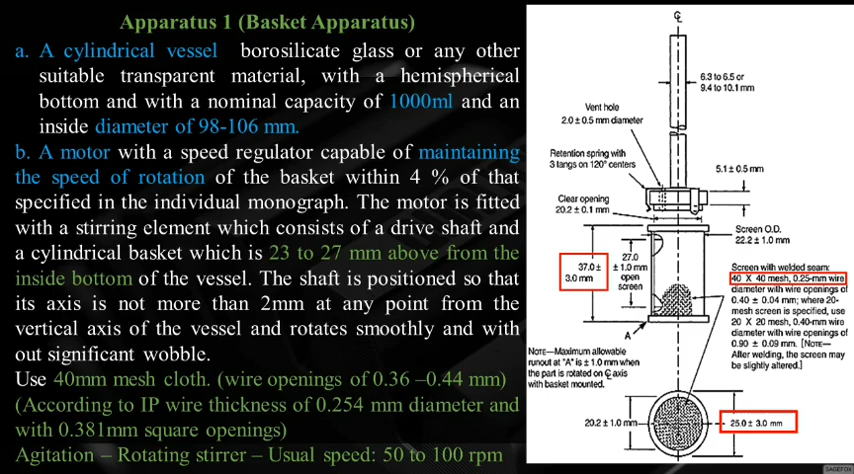 Apparatus 1 (Basket Apparatus)
a. A cylindrical vessel borosilicate glass or any other
suitable transparent material, with a hemispherical
bottom and with a nominal capacity of 1000ml and an
inside diameter of 98-106 mm.
b. A motor with a speed regulator capable of maintaining
the speed of rotation of the basket within 4 % of that
specified in the individual monograph. The motor is fitted
with a stirring element which consists of a drive shaft and
a cylindrical basket which is 23 to 27 mm above from the
inside bottom of the vessel. The shaft is positioned so that
its axis is not more than 2mm at any point from the
vertical axis of the vessel and rotates smoothly and with
out significant wobble.
Use 40mm mesh cloth. (wire openings of 0.36 –0.44 mm)
(According to IP wire thickness of 0.254 mm diameter and
with 0.381mm square openings)
Agitation – Rotating stirrer – Usual speed: 50 to 100 rpm
℄
6.3 to 6.5 or
9.4 to 10.1 mm
Vent hole
2.0 ± 0.5 mm diameter
Retention spring with
3 tangs on 120° centers
5.1 ± 0.5 mm
Clear opening
20.2 ± 0.1 mm
Screen O.D.
22.2 ± 1.0 mm
37.0 ±
3.0 mm
27.0
± 1.0 mm
open
screen
Screen with welded seam:
40 X 40 mesh, 0.25-mm wire
diameter with wire openings of
0.40 ± 0.04 mm; where 20-
mesh screen is specified, use
20 X 20 mesh, 0.40-mm wire
diameter with wire openings of
0.90 ± 0.09 mm. [NOTE—
After welding, the screen may
be slightly altered.]
A
NOTE—Maximum allowable
runout at "A" is ± 1.0 mm when
the part is rotated on ℄ axis
with basket mounted.
20.2 ± 1.0 mm
25.0 ± 3.0 mm
SAGEFOX